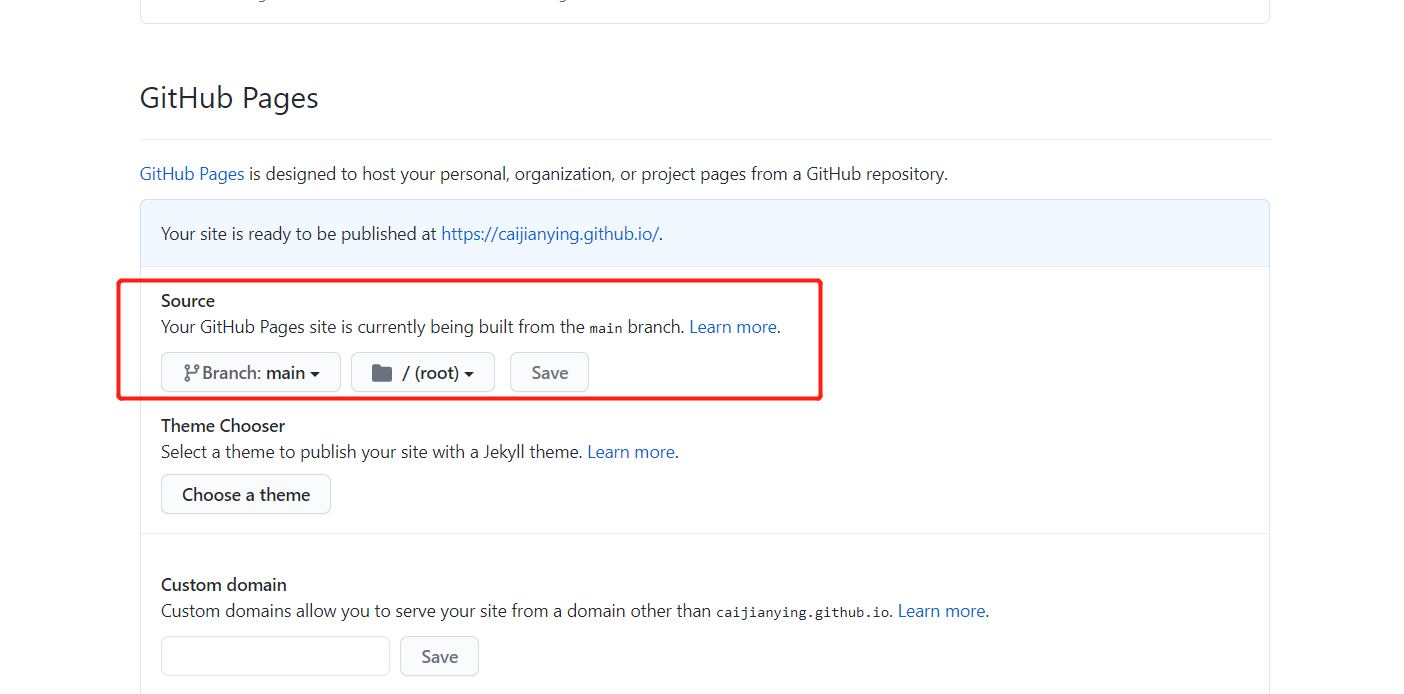 GitHub Pages
GitHub Pages is designed to host your personal, organization, or project pages from a GitHub repository.
Your site is ready to be published at https://caijianying.github.io/.
Source
Your GitHub Pages site is currently being built from the main branch. Learn more.
Branch: main / (root) Save
Theme Chooser
Select a theme to publish your site with a Jekyll theme. Learn more.
Choose a theme
Custom domain
Custom domains allow you to serve your site from a domain other than caijianying.github.io. Learn more.
Save